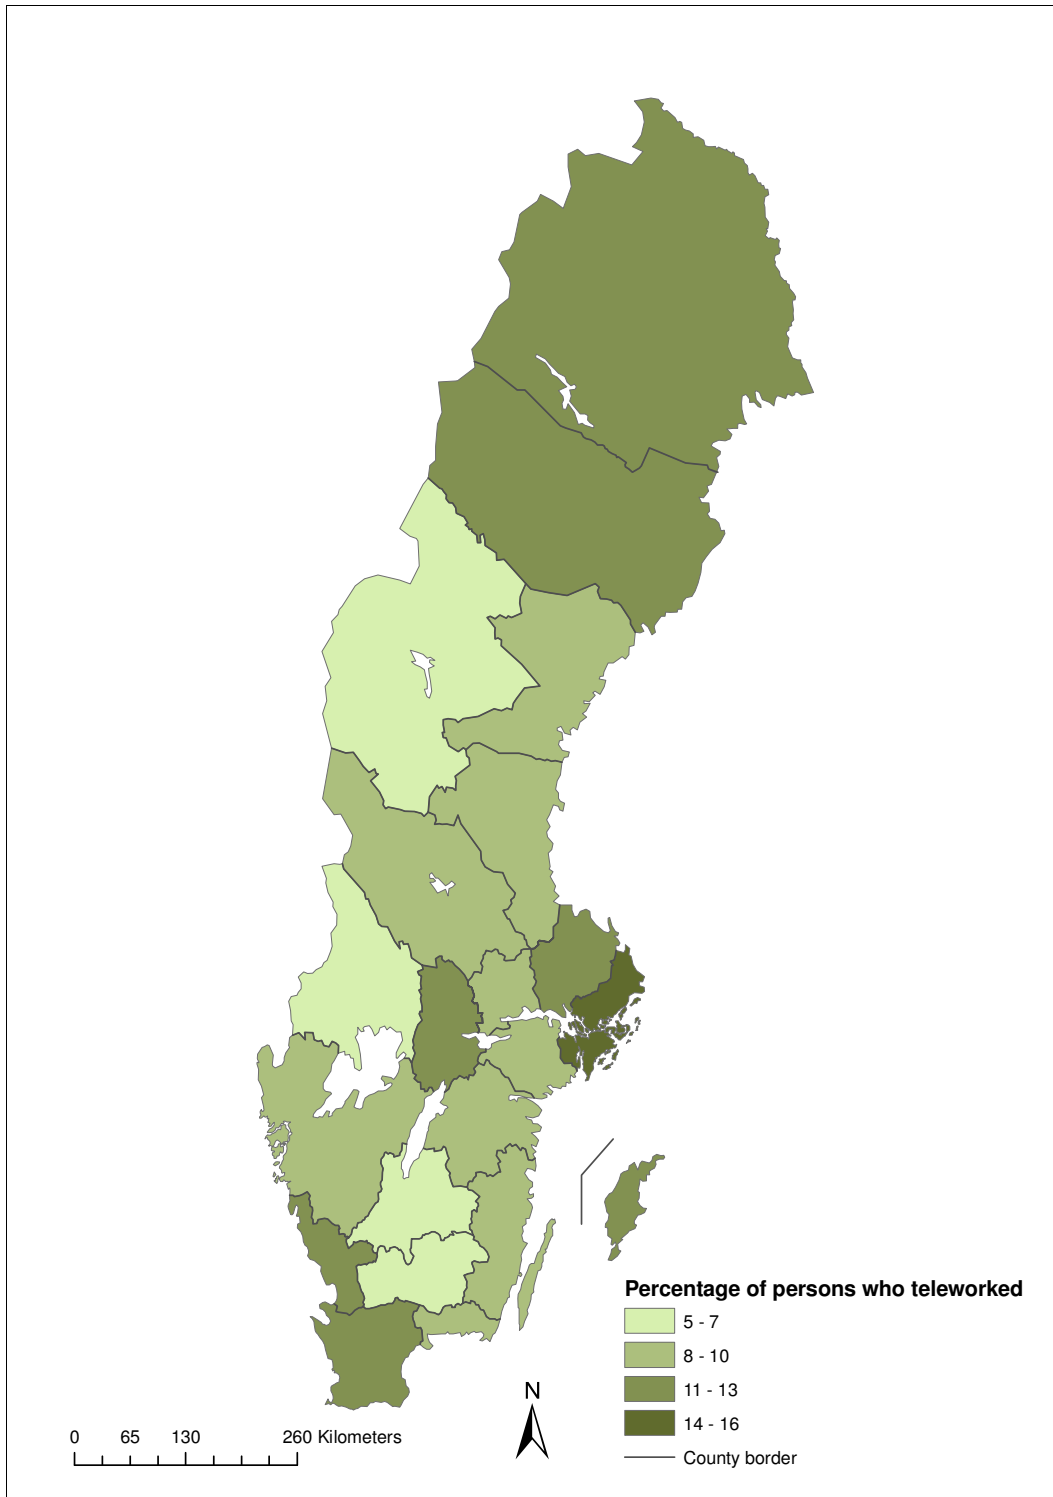 Percentage of persons who teleworked
5 - 7
8 - 10
11 - 13
14 - 16
County border
N
0 65 130 260 Kilometers